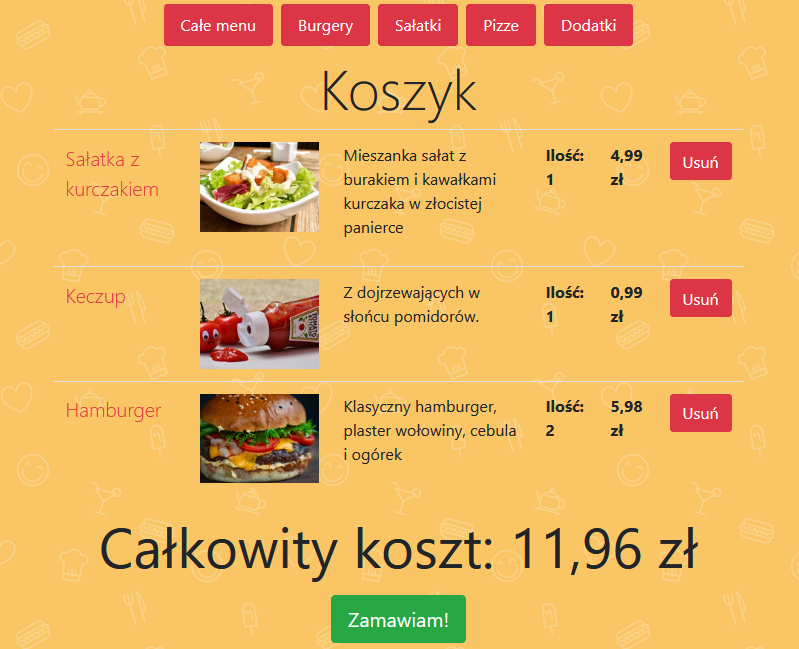 Całe menu
Burgery
Sałatki
Pizze
Dodatki
Koszyk
Sałatka z
kurczakiem
Mieszanka sałat z
burakiem i kawałkami
kurczaka w złocistej
panierce
Ilość:
1
4,99
zł
Usuń
Keczup
Z dojrzewających w
słońcu pomidorów.
Ilość:
1
0,99
zł
Usuń
Hamburger
Klasyczny hamburger,
plaster wołowiny, cebula
i ogórek
Ilość:
2
5,98
zł
Usuń
Całkowity koszt: 11,96 zł
Zamawiam!